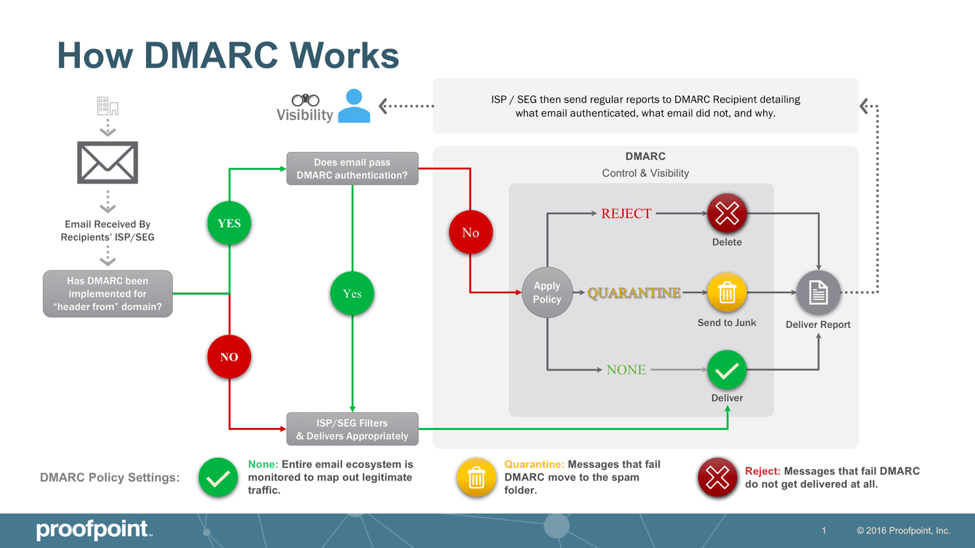 How DMARC Works
Visibility
ISP / SEG then send regular reports to DMARC Recipient detailing
what email authenticated, what email did not, and why.
Email Received By
Recipients' ISP/SEG
Has DMARC been
implemented for
"header from" domain?
YES
NO
Does email pass
DMARC authentication?
Yes
No
ISP/SEG Filters
& Delivers Appropriately
DMARC
Control & Visibility
Apply
Policy
REJECT
Delete
QUARANTINE
Send to Junk
NONE
Deliver
Deliver Report
DMARC Policy Settings:
None: Entire email ecosystem is
monitored to map out legitimate
traffic.
Quarantine: Messages that fail
DMARC move to the spam
folder.
Reject: Messages that fail DMARC
do not get delivered at all.
proofpoint™
1
© 2016 Proofpoint, Inc.